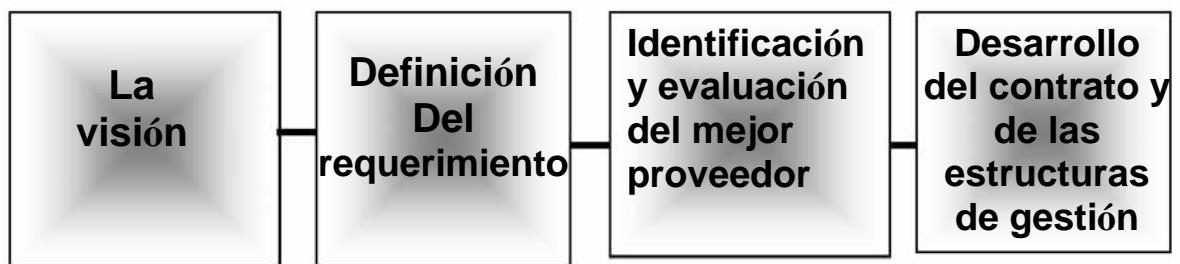 La
visión
Definición
Del
requerimiento
Identificación
y evaluación
del mejor
proveedor
Desarrollo
del contrato y
de las
estructuras
de gestión